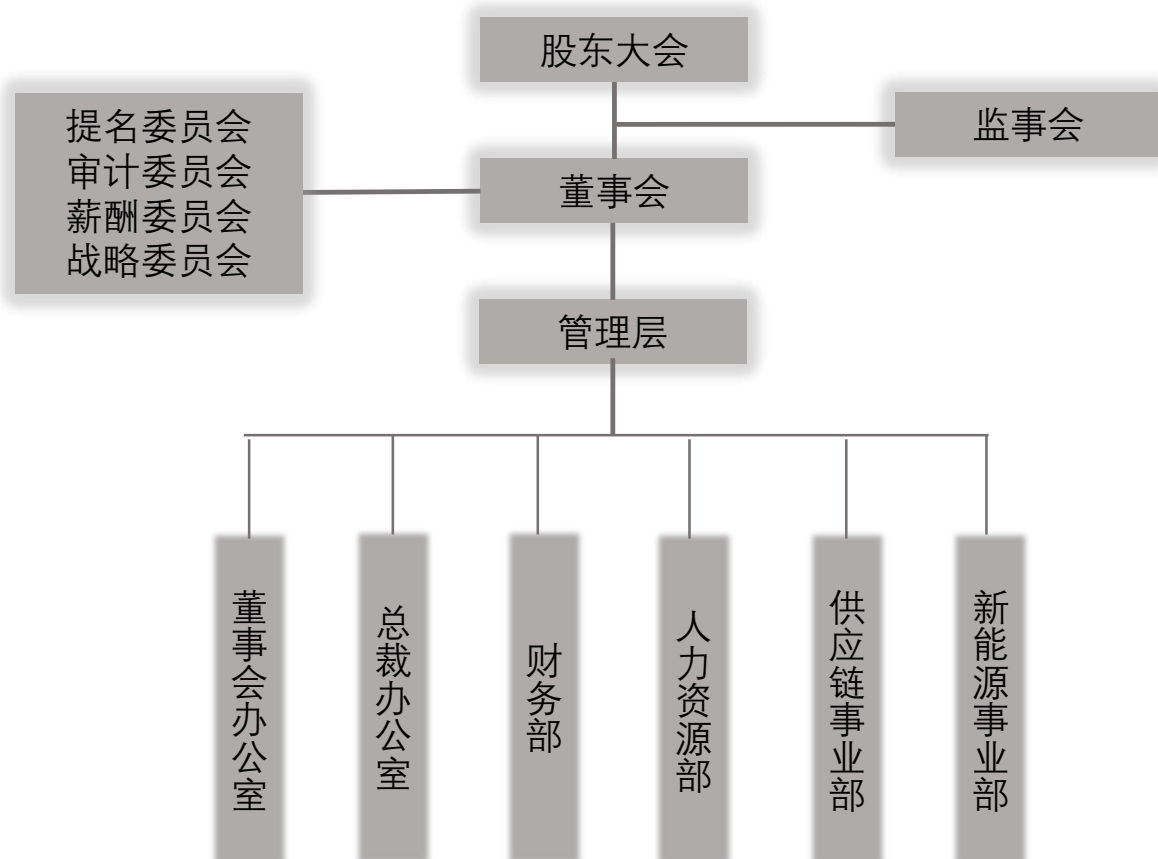 股东大会
监事会
提名委员会
审计委员会
薪酬委员会
战略委员会
董事会
管理层
董事会办公室
总裁办公室
财务部
人力资源部
供应链事业部
新能源事业部